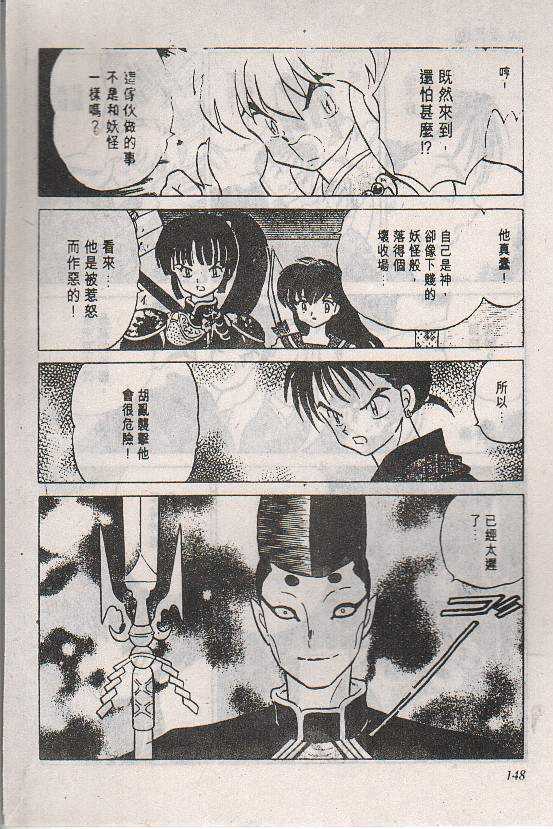 哼！
既然來到，
還怕甚麼!?
這傢伙做的事
不是和妖怪
一樣嗎？
他真蠢！
自己是神，
卻像下賤的
妖怪般，
落得個
壞收場…
看來…
他是被惹怒
而作惡的！
所以
胡亂襲擊他
會很危險！
已經太遲
了…
148